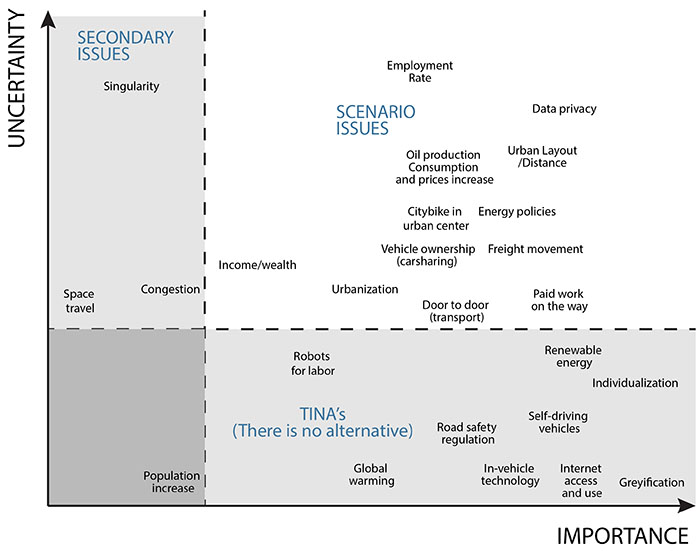 UNCERTAINTY
SECONDARY
ISSUES
Singularity
Space
travel
Congestion
Employment
Rate
SCENARIO
ISSUES
Data privacy
Oil production
Consumption
and prices increase
Urban Layout
/Distance
Citybike in
urban center
Energy policies
Vehicle ownership
(carsharing)
Freight movement
Income/wealth
Urbanization
Door to door
(transport)
Paid work
on the way
Robots
for labor
Renewable
energy
Individualization
TINA's
(There is no alternative)
Road safety
regulation
Self-driving
vehicles
Population
increase
Global
warming
In-vehicle
technology
Internet
access
and use
Greyification
IMPORTANCE